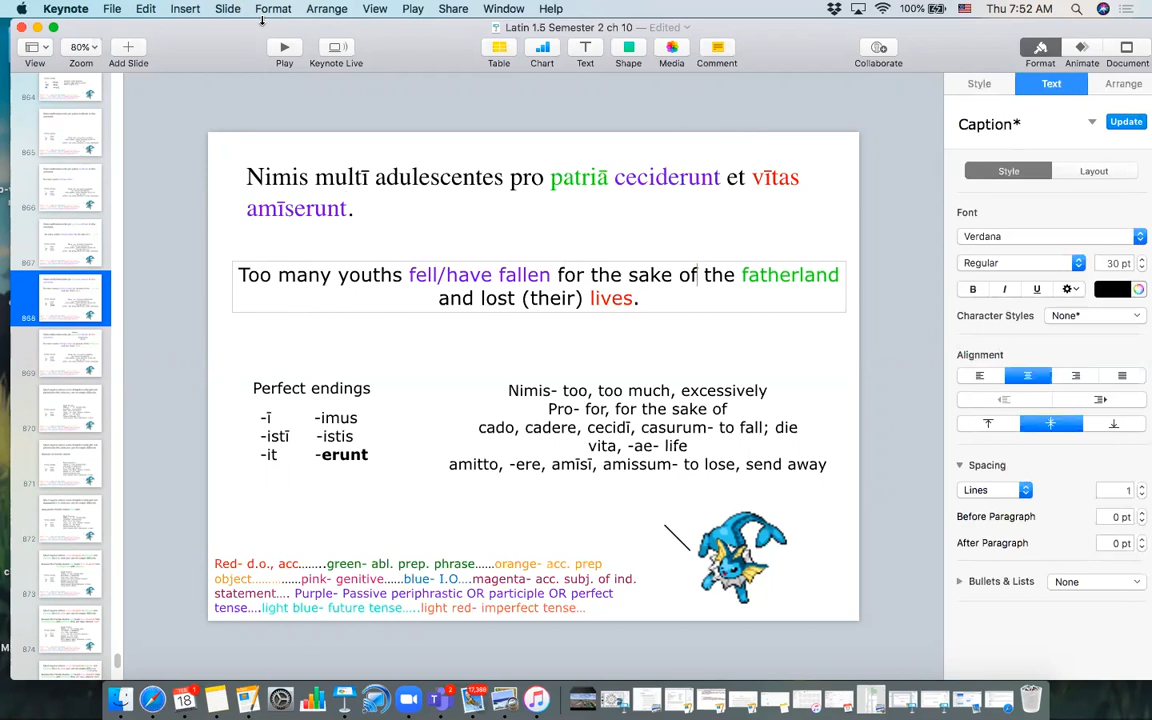 Keynote File Edit Insert Slide Format Arrange View Play Share Window Help 100% Thu 7:52 AM
Latin 1.5 Semester 2 ch 10 — Edited
80%
View Zoom Add Slide Play Keynote Live Table Chart Text Shape Media Comment Collaborate Format Animate Document
Style Text Arrange
Caption* Update
Style Layout
Font
Verdana
Regular 30 pt
B I U
Character Styles None*
Alignment
Spacing
Lines 1
Before Paragraph 0 pt
After Paragraph 0 pt
Bullets & Lists None
864
865
866
867
868
869
870
871
872
873
874
Nimis multī adulescentes pro patriā ceciderunt et vītas
amīserunt.
Too many youths fell/have fallen for the sake of the fatherland
and lost (their) lives.
Perfect endings
-ī -imus
-istī -istis
-it -erunt
Nimis- too, too much, excessively
Pro- for, for the sake of
cado, cadere, cecidī, casurum- to fall; die
vita, -ae- life
amitto, -ere, amīsī, amissum- to lose, send away
Red- d.o., acc........green- abl. prep. phrase......orange- acc. prep
object..............pink- genitive......blue- I.O....magenta- acc. subj. of ind.
statement.... Purple- Passive periphrastic OR participle OR perfect
tense....light blue- future tense.....light red- imperfect tense...
18
2
17,366